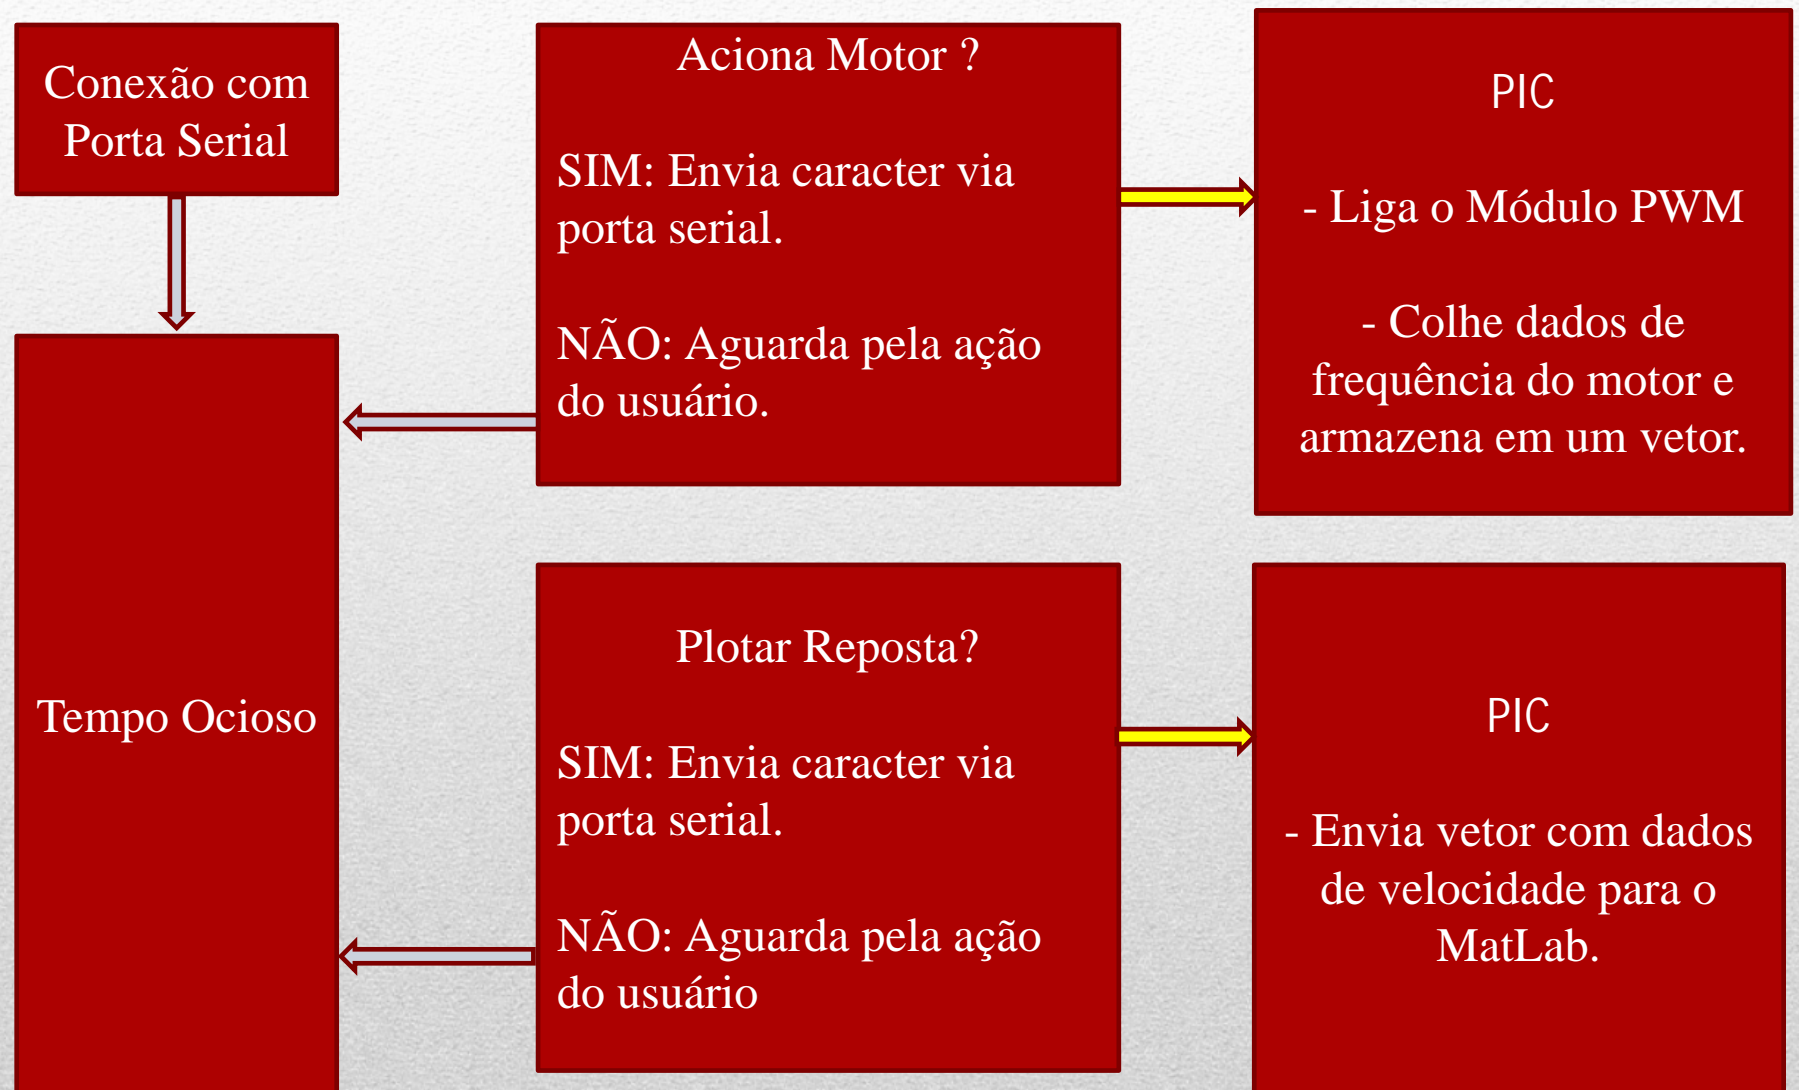 Conexão com
Porta Serial
Aciona Motor ?
SIM: Envia caracter via
porta serial.
NÃO: Aguarda pela ação
do usuário.
PIC
- Liga o Módulo PWM
- Colhe dados de
frequência do motor e
armazena em um vetor.
Tempo Ocioso
Plotar Reposta?
SIM: Envia caracter via
porta serial.
NÃO: Aguarda pela ação
do usuário
PIC
- Envia vetor com dados
de velocidade para o
MatLab.